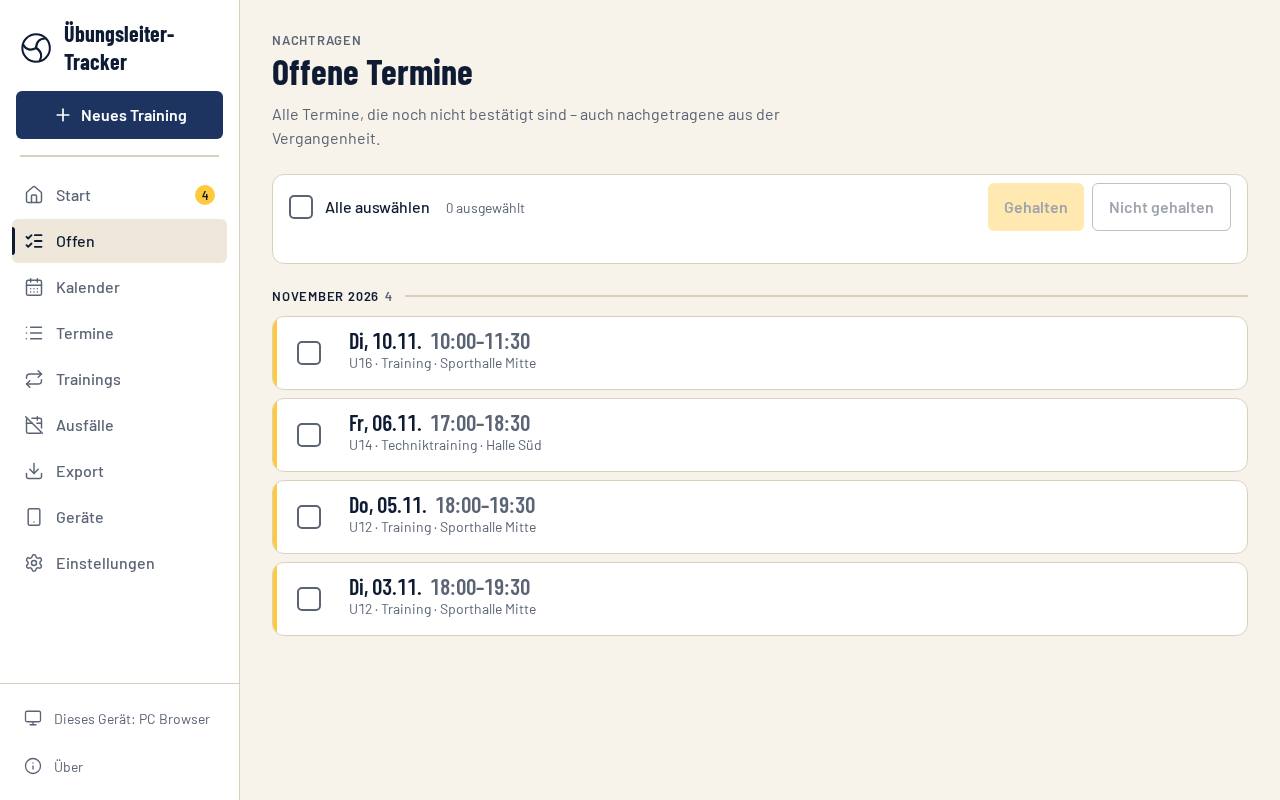 Übungsleiter-
Tracker
Neues Training
Start 4
Offen
Kalender
Termine
Trainings
Ausfälle
Export
Geräte
Einstellungen
Dieses Gerät: PC Browser
Über
NACHTRAGEN
Offene Termine
Alle Termine, die noch nicht bestätigt sind – auch nachgetragene aus der
Vergangenheit.
Alle auswählen 0 ausgewählt Gehalten Nicht gehalten
NOVEMBER 2026 4
Di, 10.11. 10:00–11:30
U16 · Training · Sporthalle Mitte
Fr, 06.11. 17:00–18:30
U14 · Techniktraining · Halle Süd
Do, 05.11. 18:00–19:30
U12 · Training · Sporthalle Mitte
Di, 03.11. 18:00–19:30
U12 · Training · Sporthalle Mitte